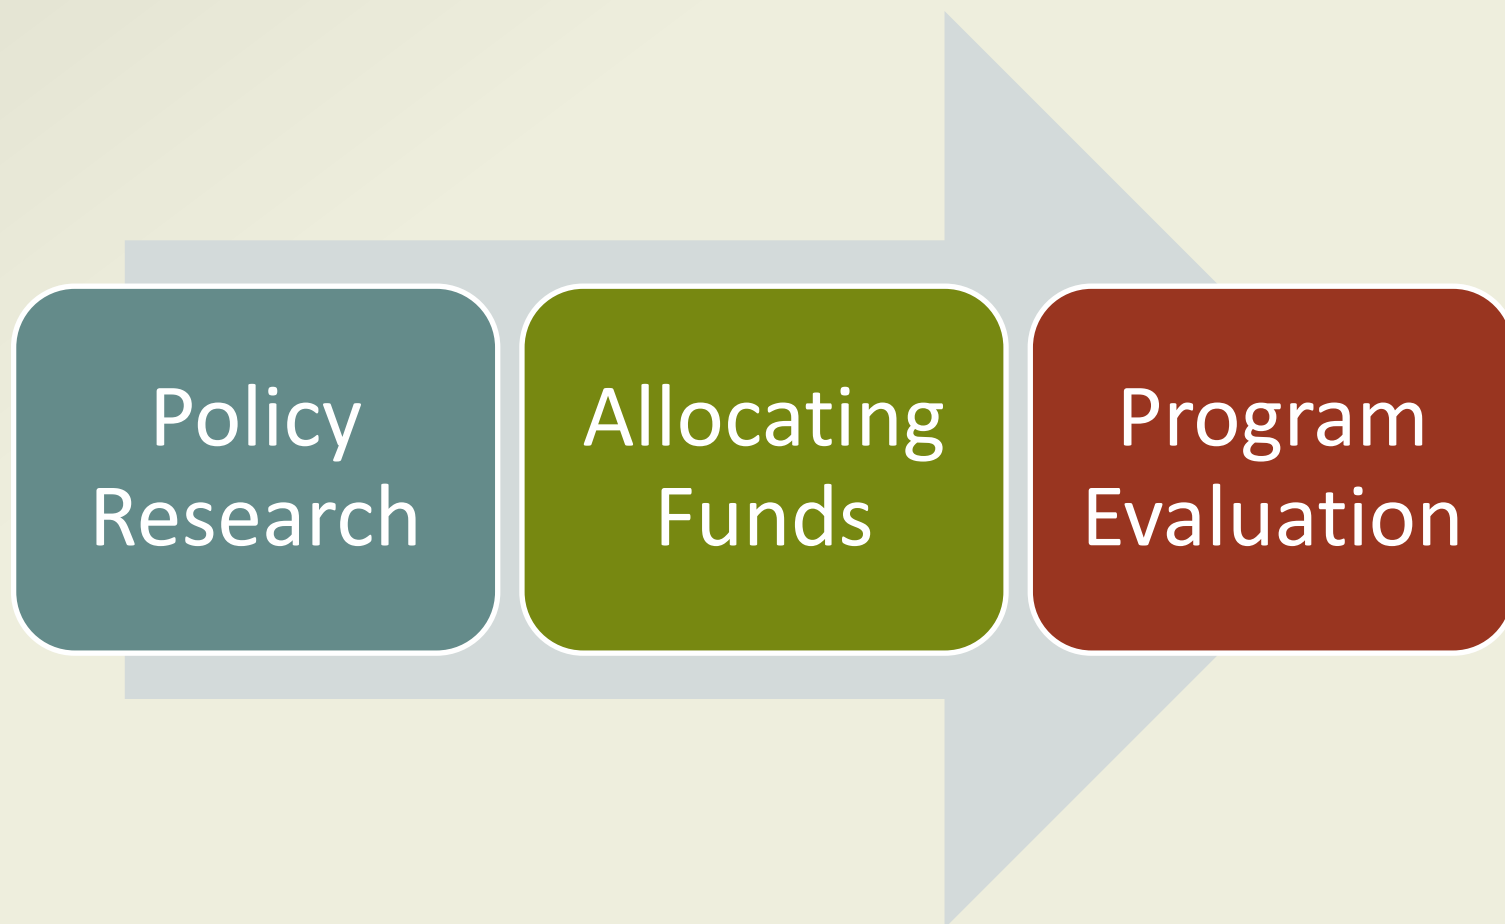 Policy
Research
Allocating
Funds
Program
Evaluation